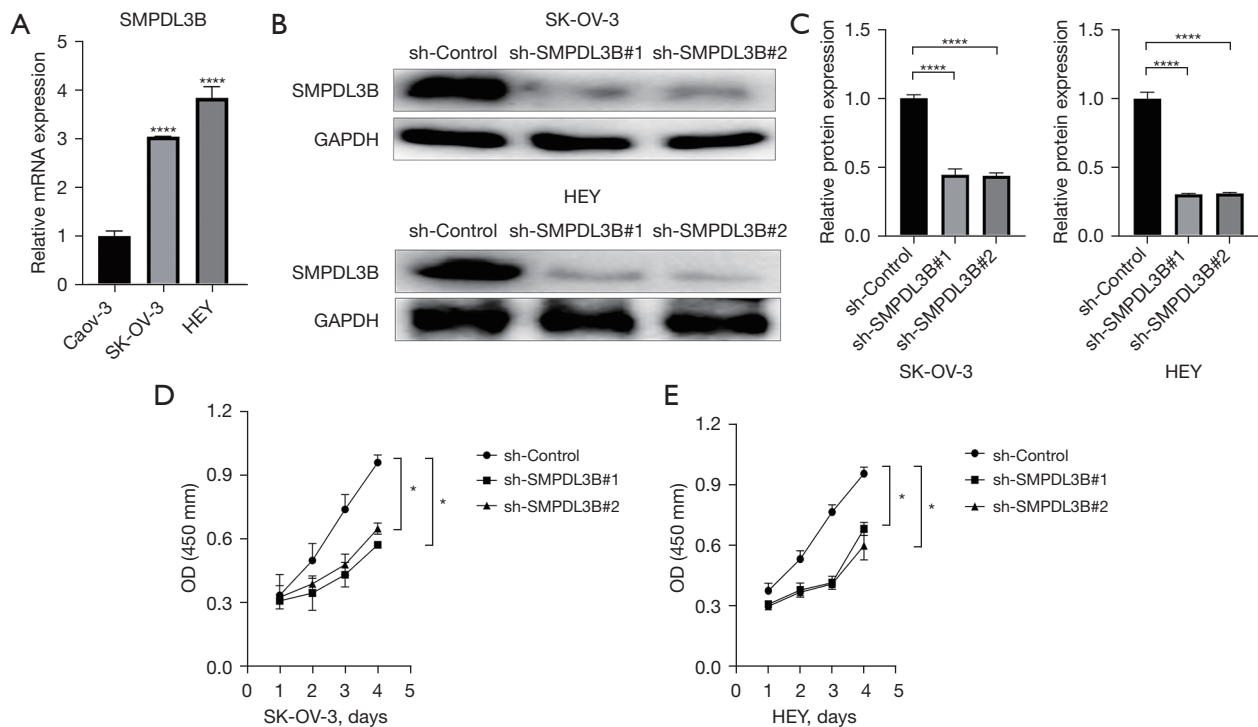 A
SMPDL3B
Relative mRNA expression
5
4
3
2
1
0
****
****
Caov-3
SK-OV-3
HEY
B
SK-OV-3
sh-Control sh-SMPDL3B#1 sh-SMPDL3B#2
SMPDL3B
GAPDH
HEY
sh-Control sh-SMPDL3B#1 sh-SMPDL3B#2
SMPDL3B
GAPDH
C
Relative protein expression
1.5
1.0
0.5
0.0
****
****
sh-Control
sh-SMPDL3B#1
sh-SMPDL3B#2
SK-OV-3
Relative protein expression
1.5
1.0
0.5
0.0
****
****
sh-Control
sh-SMPDL3B#1
sh-SMPDL3B#2
HEY
D
OD (450 mm)
1.2
0.9
0.6
0.3
0.0
0 1 2 3 4 5
SK-OV-3, days
sh-Control
sh-SMPDL3B#1
sh-SMPDL3B#2
*
*
E
OD (450 mm)
1.2
0.9
0.6
0.3
0.0
0 1 2 3 4 5
HEY, days
sh-Control
sh-SMPDL3B#1
sh-SMPDL3B#2
*
*